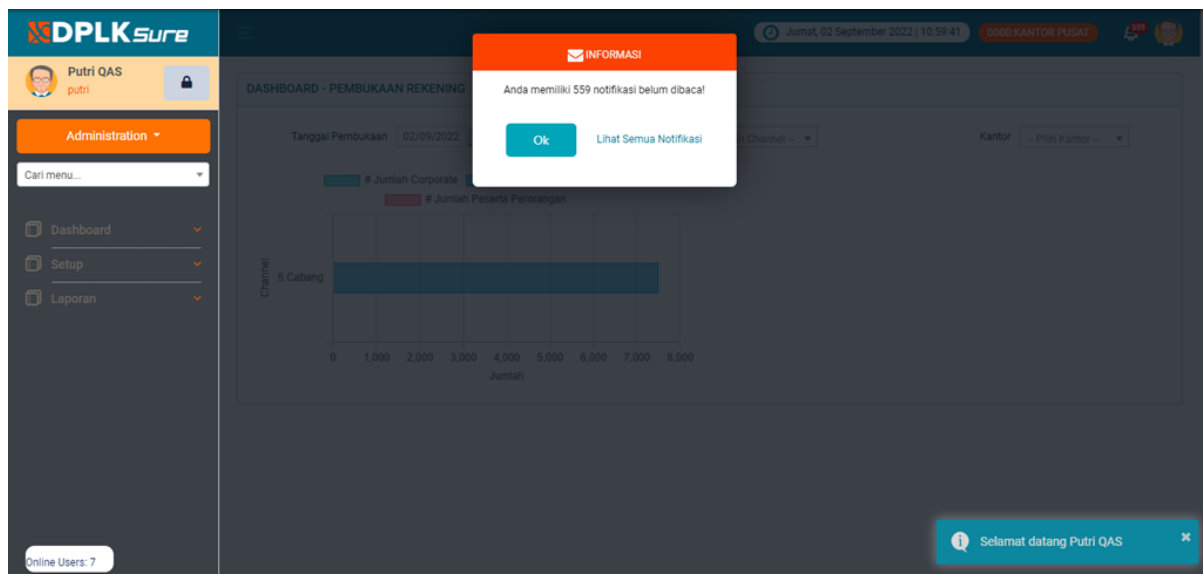 DPLKSure
Putri QAS
putri
Administration
Cari menu...
Dashboard
Setup
Laporan
Online Users: 7
Jumat, 02 September 2022 | 10:59:41
0000:KANTOR PUSAT
559
DASHBOARD - PEMBUKAAN REKENING
Tanggal Pembukaan 02/09/2022
Channel --
Kantor -- Pilih Kantor --
# Jumlah Corporate
# Jumlah Peserta Perorangan
Channel
5:Cabang
0 1,000 2,000 3,000 4,000 5,000 6,000 7,000 8,000
Jumlah
INFORMASI
Anda memiliki 559 notifikasi belum dibaca!
Ok Lihat Semua Notifikasi
Selamat datang Putri QAS ×